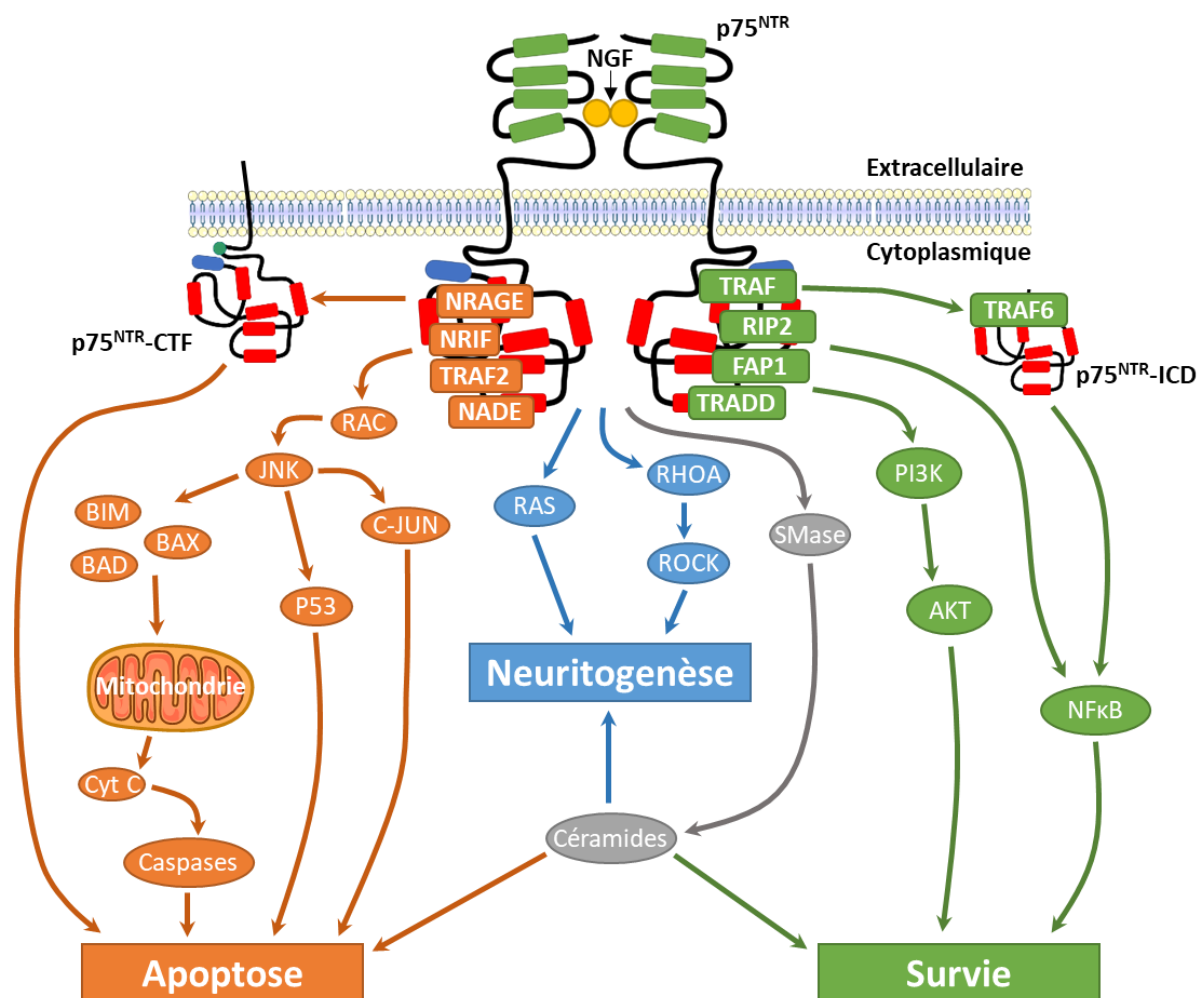 p75NTR
NGF
Extracellulaire
Cytoplasmique
NRAGE
NRIF
TRAF2
NADE
TRAF
RIP2
FAP1
TRADD
TRAF6
p75NTR-CTF
p75NTR-ICD
RAC
JNK
BIM
BAX
BAD
C-JUN
P53
Mitochondrie
Cyt C
Caspases
RAS
RHOA
ROCK
SMase
PI3K
AKT
NFκB
Neuritogenèse
Céramides
Apoptose
Survie